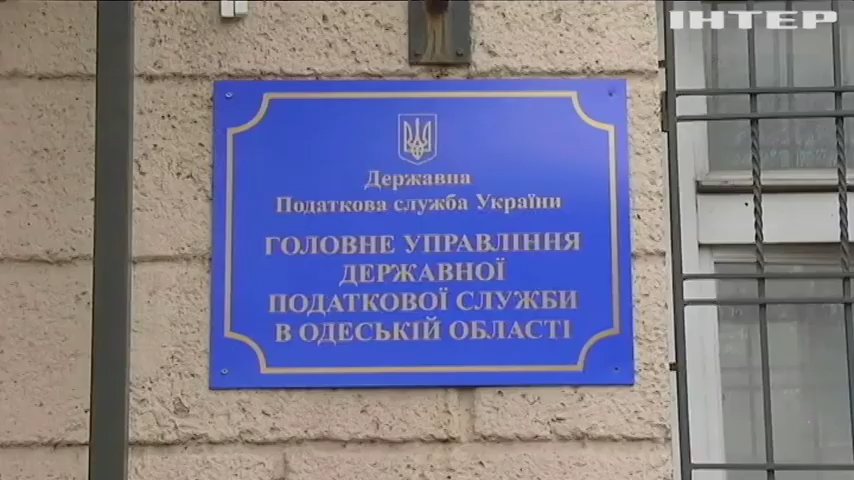 ІНТЕР
Державна
Податкова служба України
ГОЛОВНЕ УПРАВЛІННЯ
ДЕРЖАВНОЇ
ПОДАТКОВОЇ СЛУЖБИ
В ОДЕСЬКІЙ ОБЛАСТІ